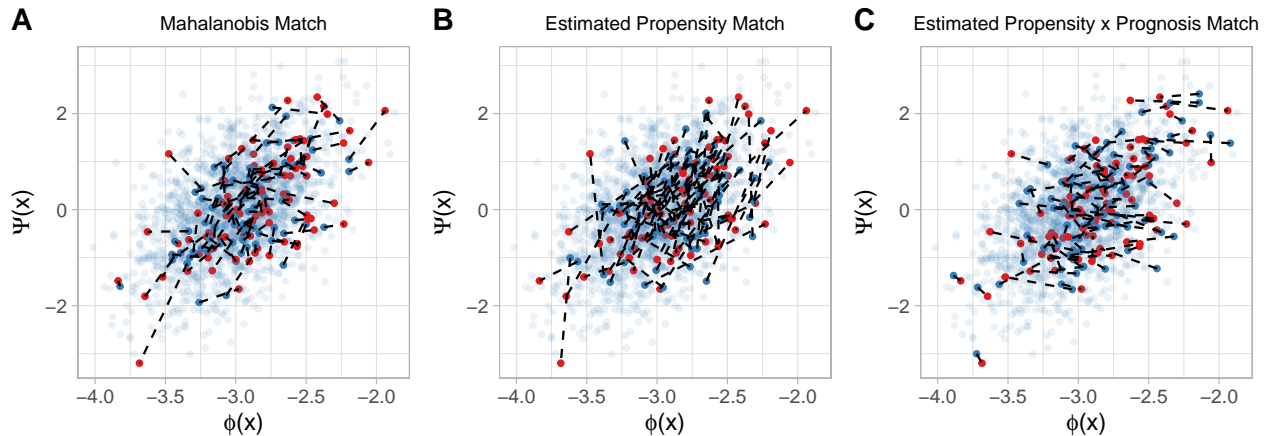 A Mahalanobis Match
B Estimated Propensity Match
C Estimated Propensity x Prognosis Match
Ψ(x)
2
0
−2
−4.0 −3.5 −3.0 −2.5 −2.0
ϕ(x)
Ψ(x)
2
0
−2
−4.0 −3.5 −3.0 −2.5 −2.0
ϕ(x)
Ψ(x)
2
0
−2
−4.0 −3.5 −3.0 −2.5 −2.0
ϕ(x)